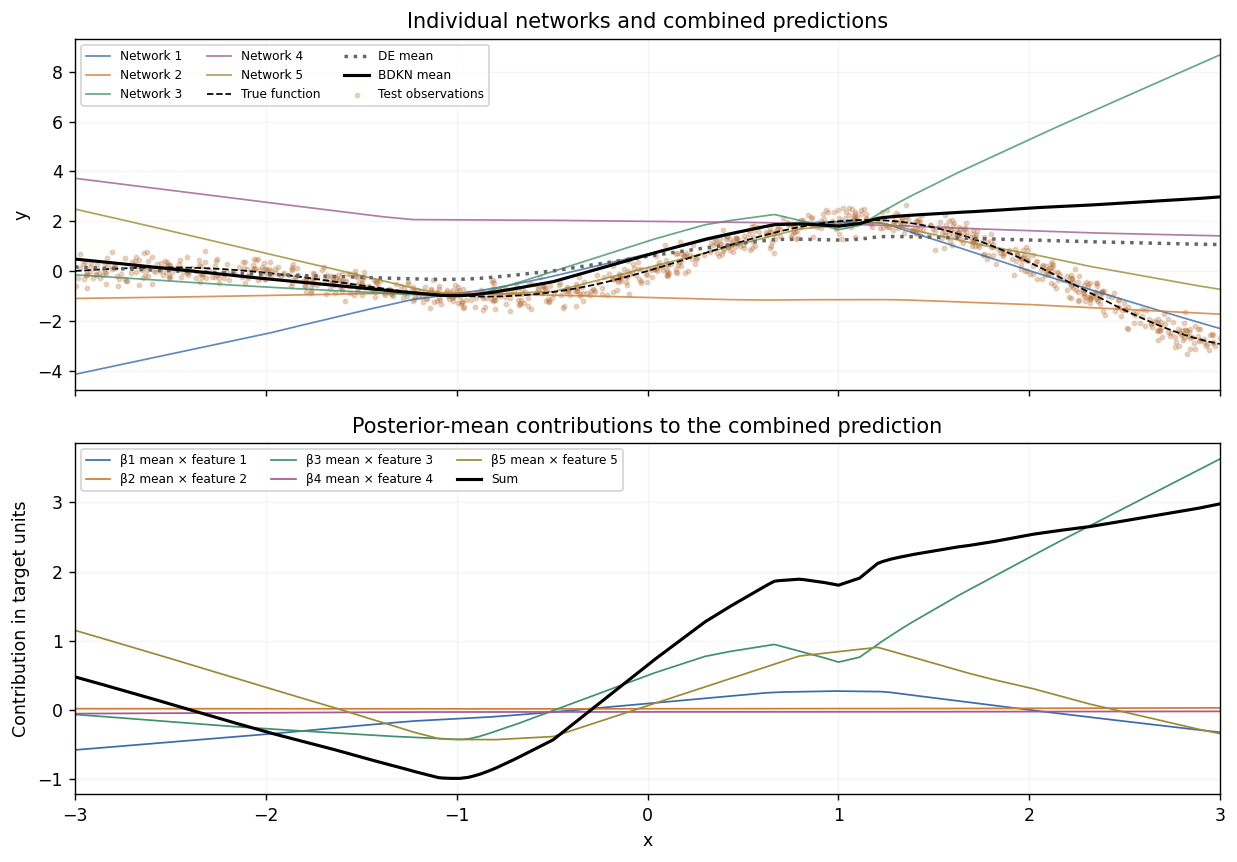 Individual networks and combined predictions
Network 1
Network 2
Network 3
Network 4
Network 5
True function
DE mean
BDKN mean
Test observations
y
8
6
4
2
0
−2
−4
Posterior-mean contributions to the combined prediction
β1 mean × feature 1
β2 mean × feature 2
β3 mean × feature 3
β4 mean × feature 4
β5 mean × feature 5
Sum
Contribution in target units
3
2
1
0
−1
−3
−2
−1
0
1
2
3
x